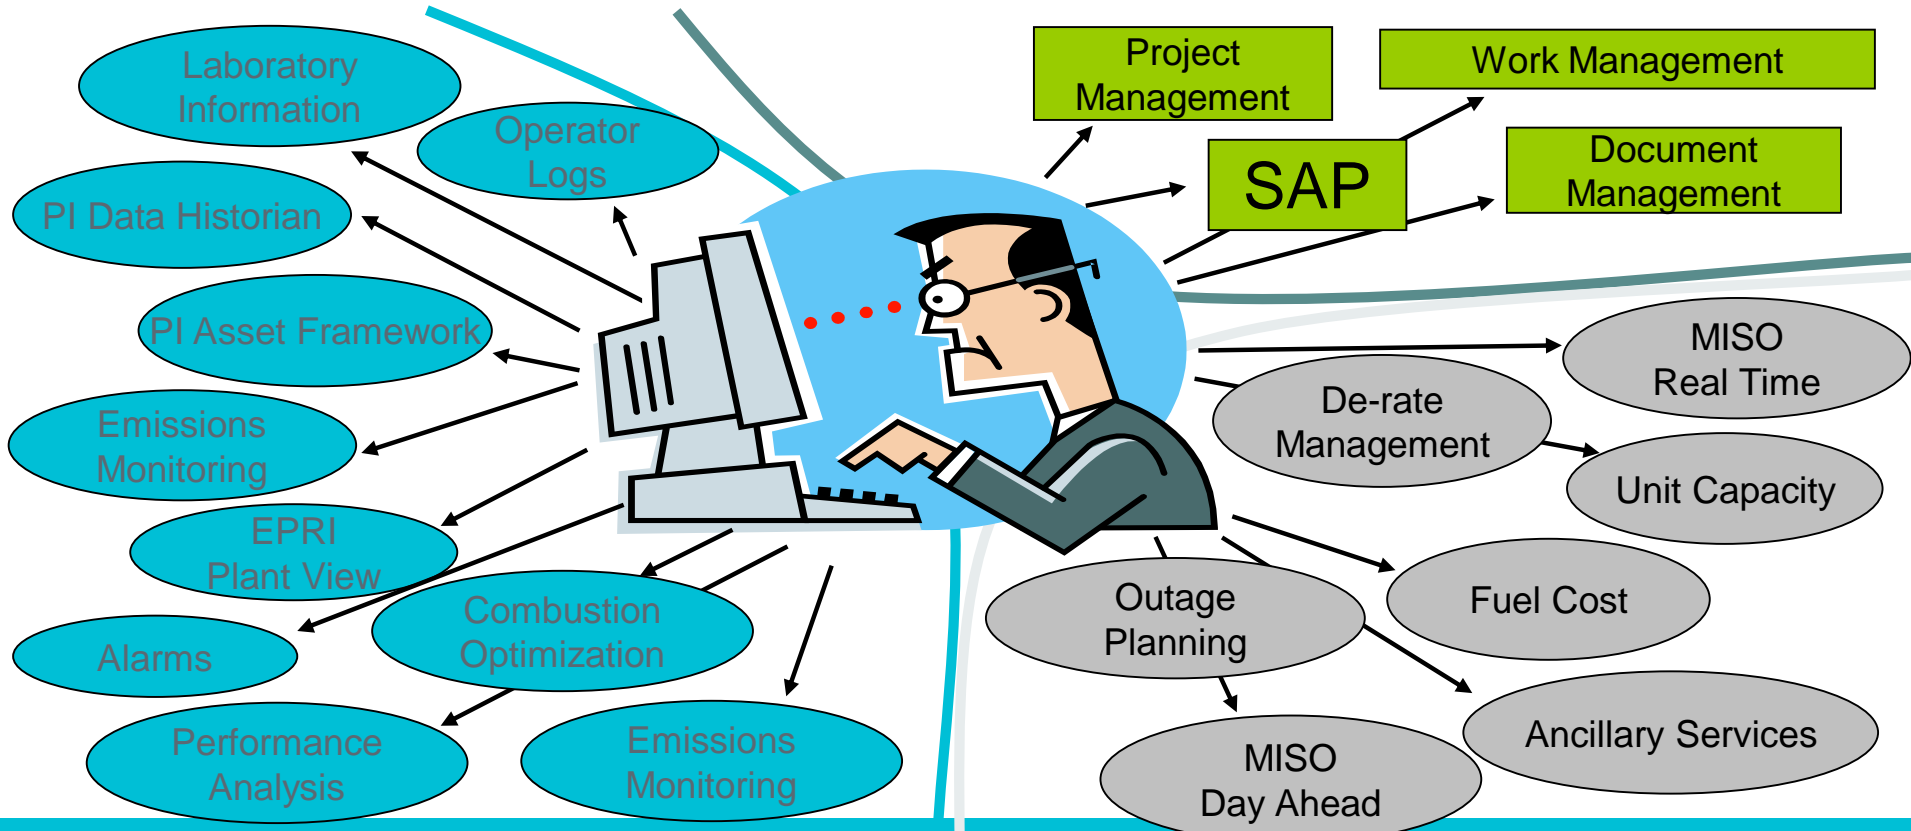 Laboratory
Information
Operator
Logs
PI Data Historian
PI Asset Framework
Emissions
Monitoring
EPRI
Plant View
Alarms
Combustion
Optimization
Performance
Analysis
Emissions
Monitoring
Project
Management
Work Management
SAP
Document
Management
MISO
Real Time
De-rate
Management
Unit Capacity
Outage
Planning
Fuel Cost
Ancillary Services
MISO
Day Ahead